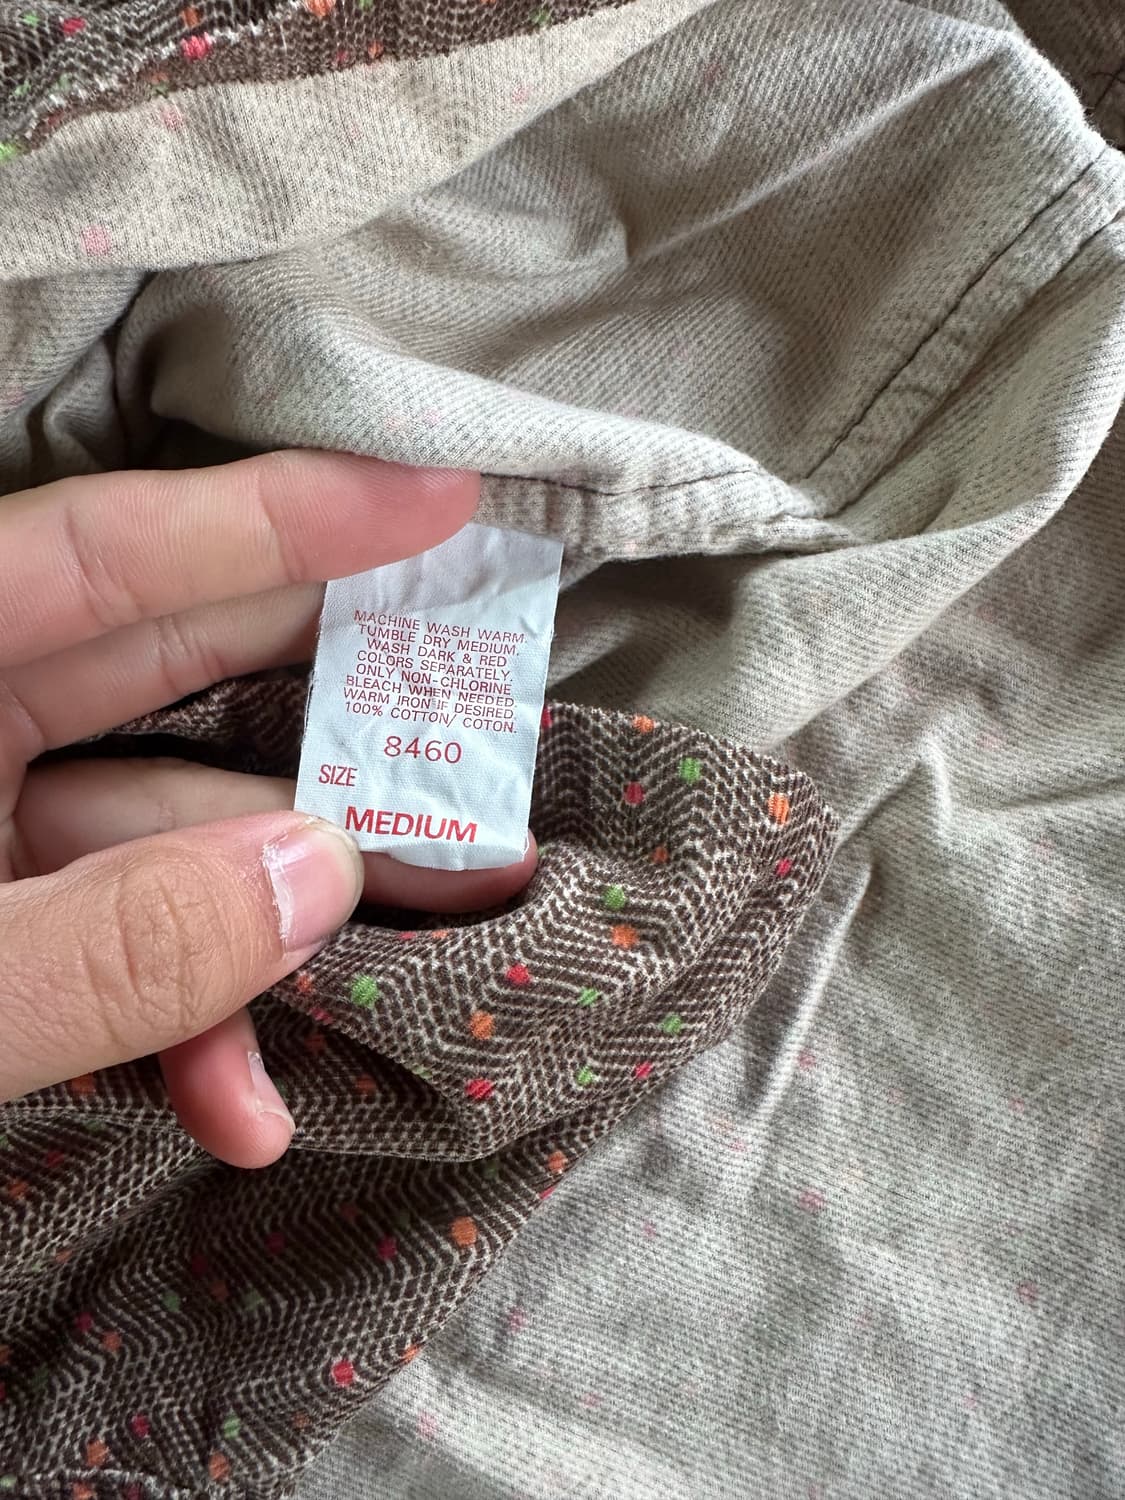 MACHINE WASH WARM.
TUMBLE DRY MEDIUM.
WASH DARK & RED
COLORS SEPARATELY.
ONLY NON-CHLORINE
BLEACH WHEN NEEDED.
WARM IRON IF DESIRED.
100% COTTON/ COTON.
8460
SIZE
MEDIUM